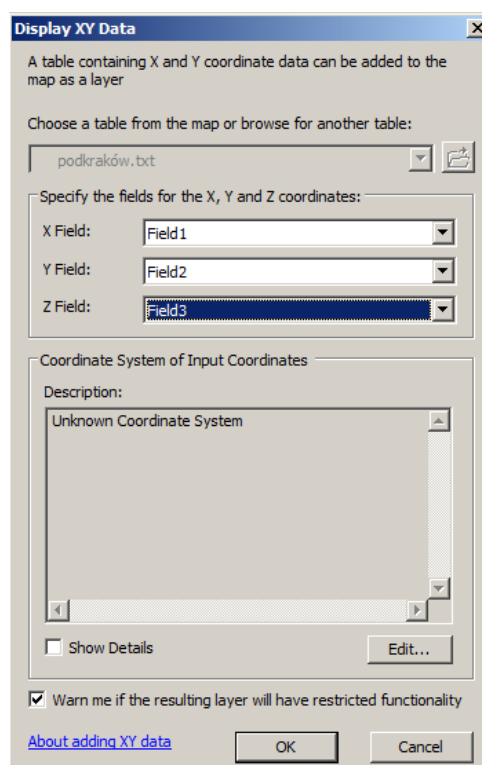 Display XY Data
A table containing X and Y coordinate data can be added to the
map as a layer
Choose a table from the map or browse for another table:
podkraków.txt
Specify the fields for the X, Y and Z coordinates:
X Field: Field1
Y Field: Field2
Z Field: Field3
Coordinate System of Input Coordinates
Description:
Unknown Coordinate System
Show Details Edit...
Warn me if the resulting layer will have restricted functionality
About adding XY data OK Cancel